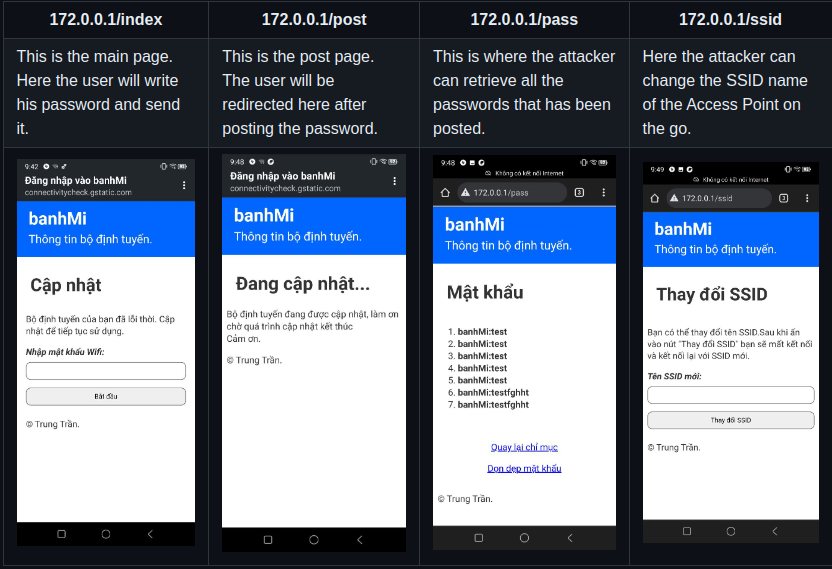 172.0.0.1/index
This is the main page.
Here the user will write
his password and send
it.
172.0.0.1/post
This is the post page.
The user will be
redirected here after
posting the password.
172.0.0.1/pass
This is where the attacker
can retrieve all the
passwords that has been
posted.
172.0.0.1/ssid
Here the attacker can
change the SSID name
of the Access Point on
the go.
9:42
Đăng nhập vào banhMi
connectivitycheck.gstatic.com
banhMi
Thông tin bộ định tuyến.
Cập nhật
Bộ định tuyến của bạn đã lỗi thời. Cập
nhật để tiếp tục sử dụng.
Nhập mật khẩu Wifi:
Bắt đầu
© Trung Trần.
9:48
Đăng nhập vào banhMi
connectivitycheck.gstatic.com
banhMi
Thông tin bộ định tuyến.
Đang cập nhật...
Bộ định tuyến đang được cập nhật, làm ơn
chờ quá trình cập nhật kết thúc
Cảm ơn.
© Trung Trần.
9:48
Không có kết nối Internet
172.0.0.1/pass
3
banhMi
Thông tin bộ định tuyến.
Mật khẩu
1. banhMi:test
2. banhMi:test
3. banhMi:test
4. banhMi:test
5. banhMi:test
6. banhMi:testfghht
7. banhMi:testfghht
Quay lại chỉ mục
Dọn dẹp mật khẩu
© Trung Trần.
9:49
Không có kết nối Internet
172.0.0.1/ssid
3
banhMi
Thông tin bộ định tuyến.
Thay đổi SSID
Bạn có thể thay đổi tên SSID.Sau khi ấn
vào nút "Thay đổi SSID" bạn sẽ mất kết nối
và kết nối lại với SSID mới.
Tên SSID mới:
Thay đổi SSID
© Trung Trần.